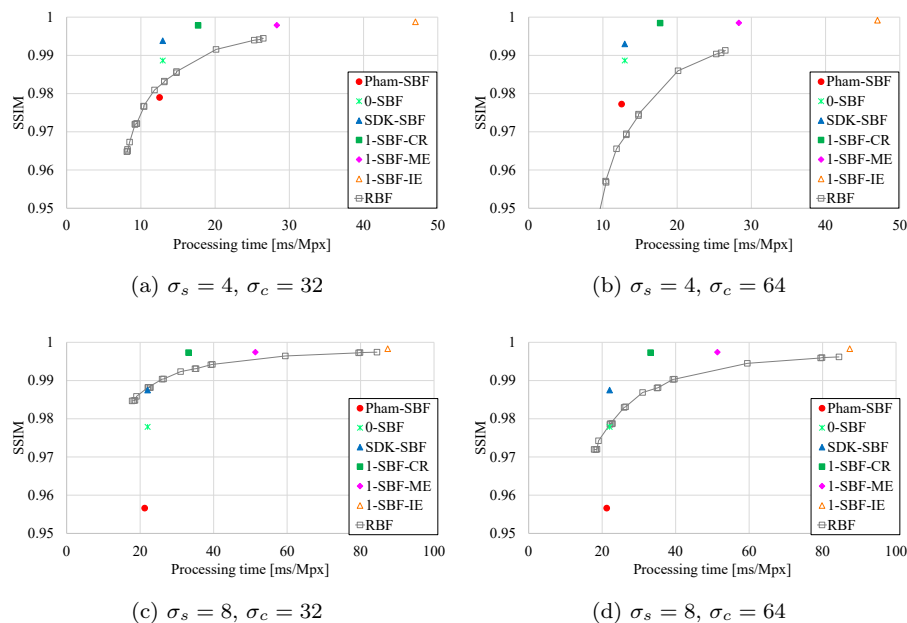 1
0.99
0.98
0.97
0.96
0.95
SSIM
0 10 20 30 40 50
Processing time [ms/Mpx]
Pham-SBF
0-SBF
SDK-SBF
1-SBF-CR
1-SBF-ME
1-SBF-IE
RBF
(a) σ_s = 4, σ_c = 32
1
0.99
0.98
0.97
0.96
0.95
SSIM
0 10 20 30 40 50
Processing time [ms/Mpx]
Pham-SBF
0-SBF
SDK-SBF
1-SBF-CR
1-SBF-ME
1-SBF-IE
RBF
(b) σ_s = 4, σ_c = 64
1
0.99
0.98
0.97
0.96
0.95
SSIM
0 20 40 60 80 100
Processing time [ms/Mpx]
Pham-SBF
0-SBF
SDK-SBF
1-SBF-CR
1-SBF-ME
1-SBF-IE
RBF
(c) σ_s = 8, σ_c = 32
1
0.99
0.98
0.97
0.96
0.95
SSIM
0 20 40 60 80 100
Processing time [ms/Mpx]
Pham-SBF
0-SBF
SDK-SBF
1-SBF-CR
1-SBF-ME
1-SBF-IE
RBF
(d) σ_s = 8, σ_c = 64